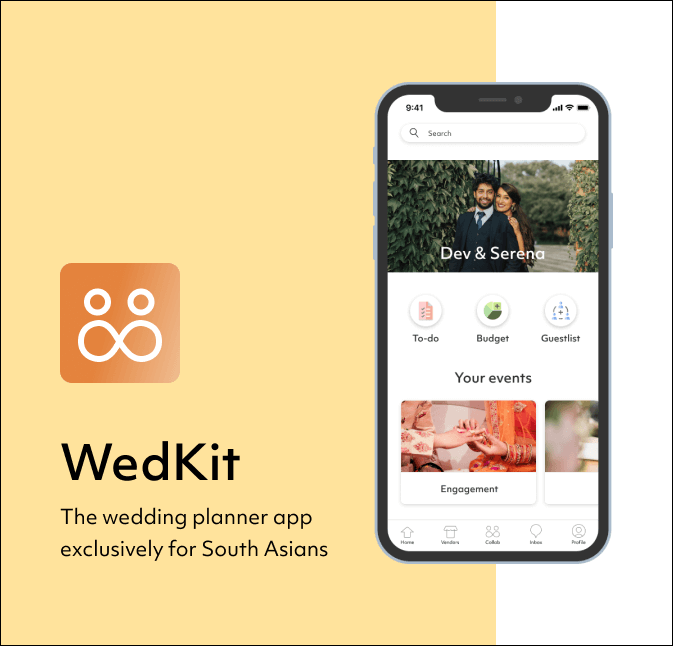 WedKit
The wedding planner app
exclusively for South Asians
9:41
Search
Dev & Serena
To-do Budget Guestlist
Your events
Engagement
Home Vendors Collab Inbox Profile